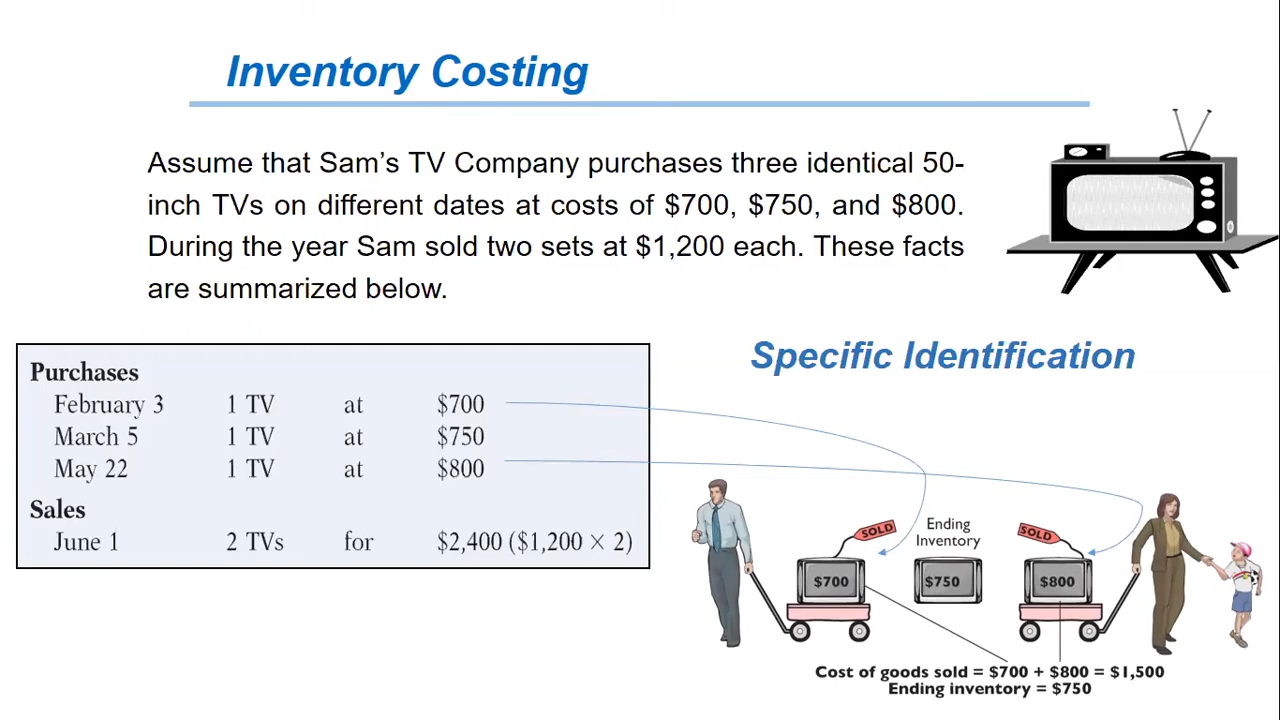 Inventory Costing
Assume that Sam's TV Company purchases three identical 50-
inch TVs on different dates at costs of $700, $750, and $800.
During the year Sam sold two sets at $1,200 each. These facts
are summarized below.
Specific Identification
Purchases
February 3 1 TV at $700
March 5 1 TV at $750
May 22 1 TV at $800
Sales
June 1 2 TVs for $2,400 ($1,200 × 2)
SOLD
Ending
Inventory
SOLD
$700
$750
$800
Cost of goods sold = $700 + $800 = $1,500
Ending inventory = $750